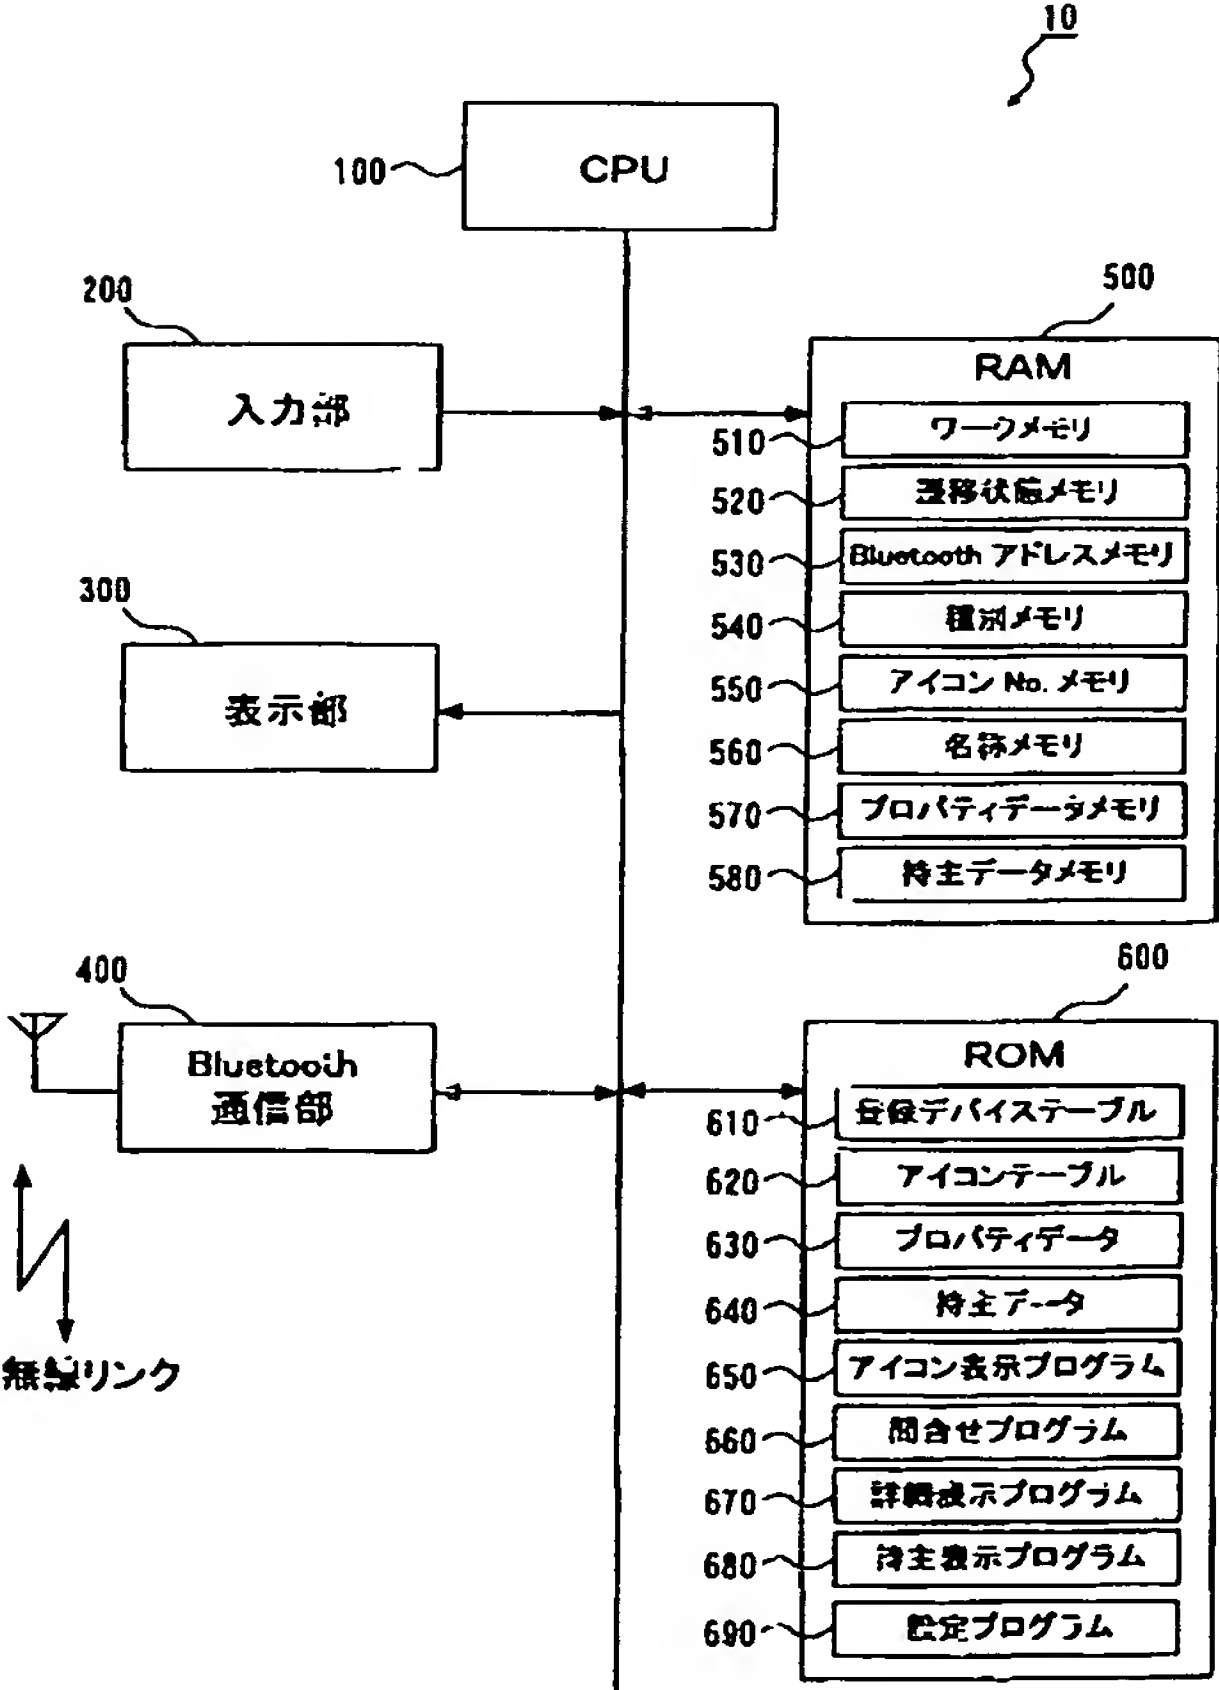 10
CPU
100
200
入力部
500
RAM
510
ワークメモリ
520
遷移状態メモリ
530
Bluetooth アドレスメモリ
540
種別メモリ
550
アイコン No. メモリ
560
名称メモリ
570
プロパティデータメモリ
580
持主データメモリ
300
表示部
400
Bluetooth
通信部
無線リンク
600
ROM
610
登録デバイステーブル
620
アイコンテーブル
630
プロパティデータ
640
持主データ
650
アイコン表示プログラム
660
問合せプログラム
670
詳細表示プログラム
680
持主表示プログラム
690
設定プログラム